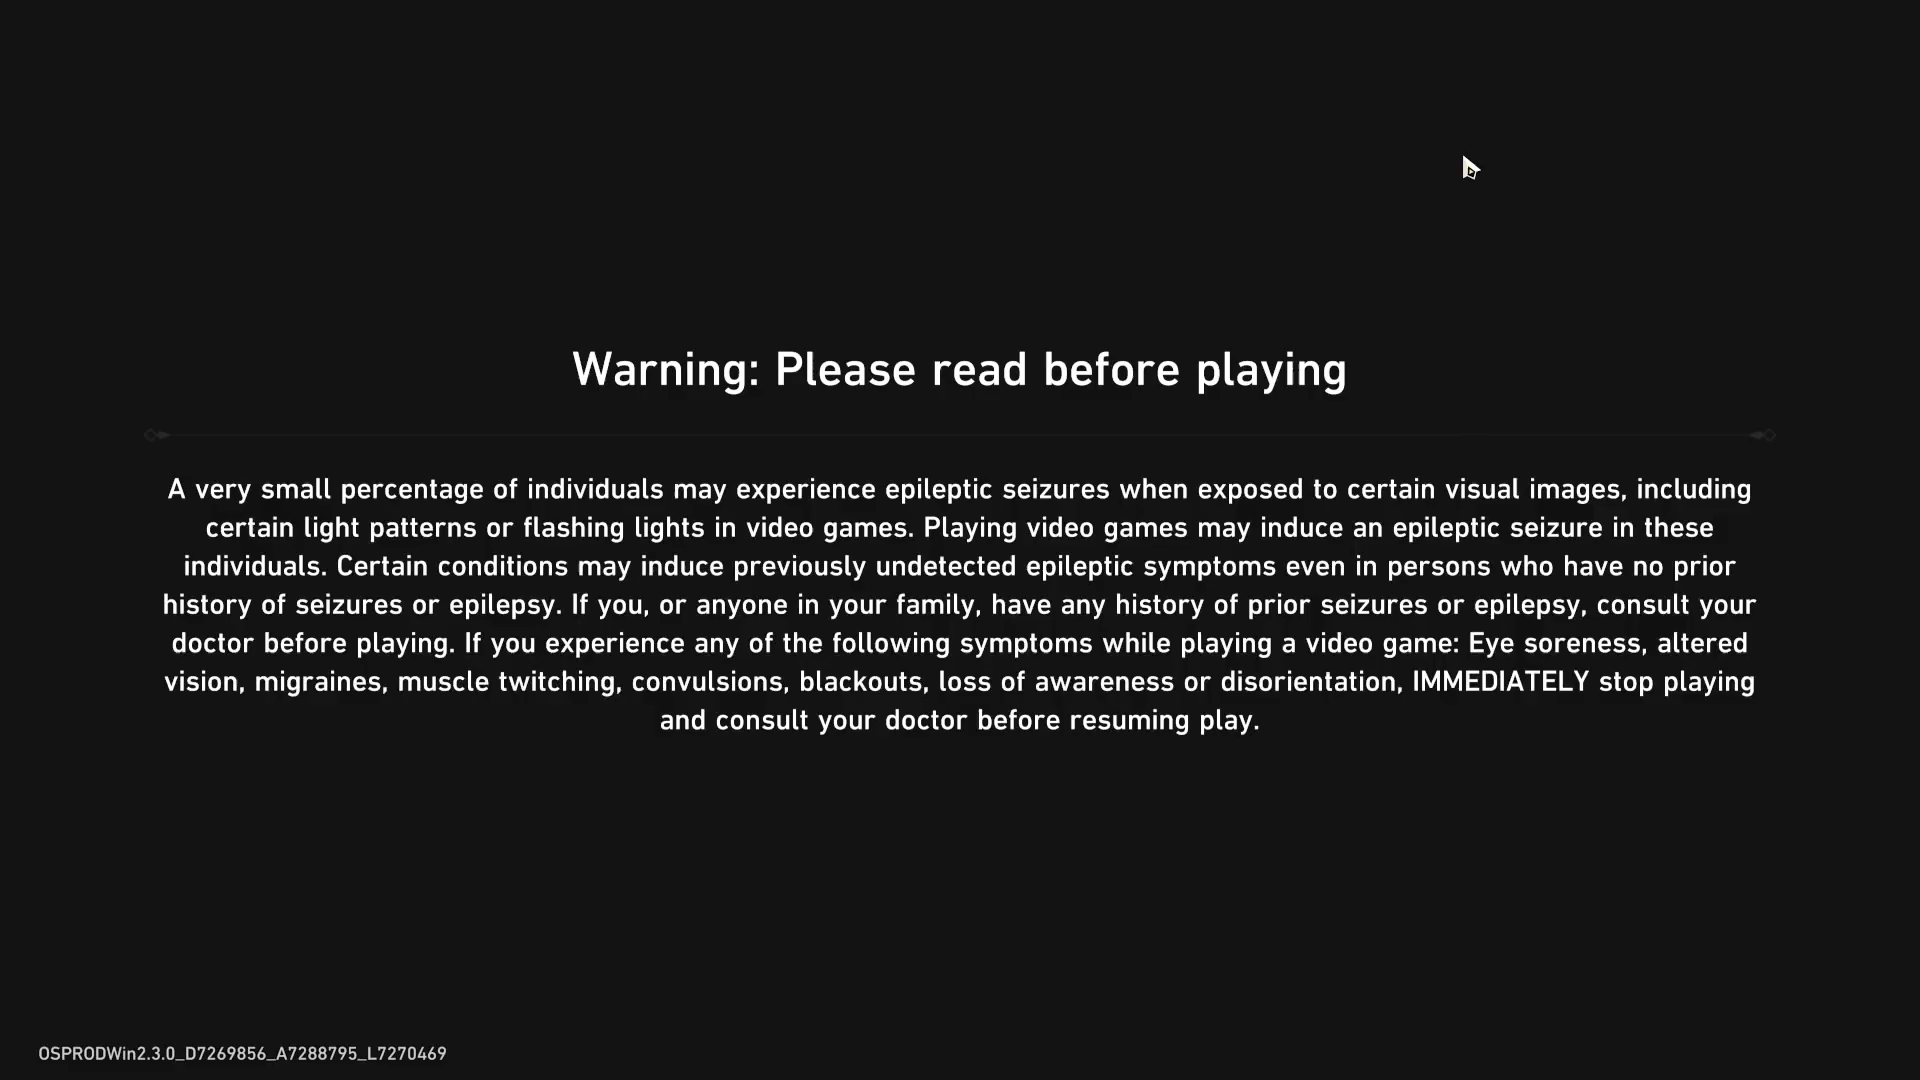 Warning: Please read before playing
A very small percentage of individuals may experience epileptic seizures when exposed to certain visual images, including
certain light patterns or flashing lights in video games. Playing video games may induce an epileptic seizure in these
individuals. Certain conditions may induce previously undetected epileptic symptoms even in persons who have no prior
history of seizures or epilepsy. If you, or anyone in your family, have any history of prior seizures or epilepsy, consult your
doctor before playing. If you experience any of the following symptoms while playing a video game: Eye soreness, altered
vision, migraines, muscle twitching, convulsions, blackouts, loss of awareness or disorientation, IMMEDIATELY stop playing
and consult your doctor before resuming play.
OSPRODWin2.3.0_D7269856_A7288795_L7270469